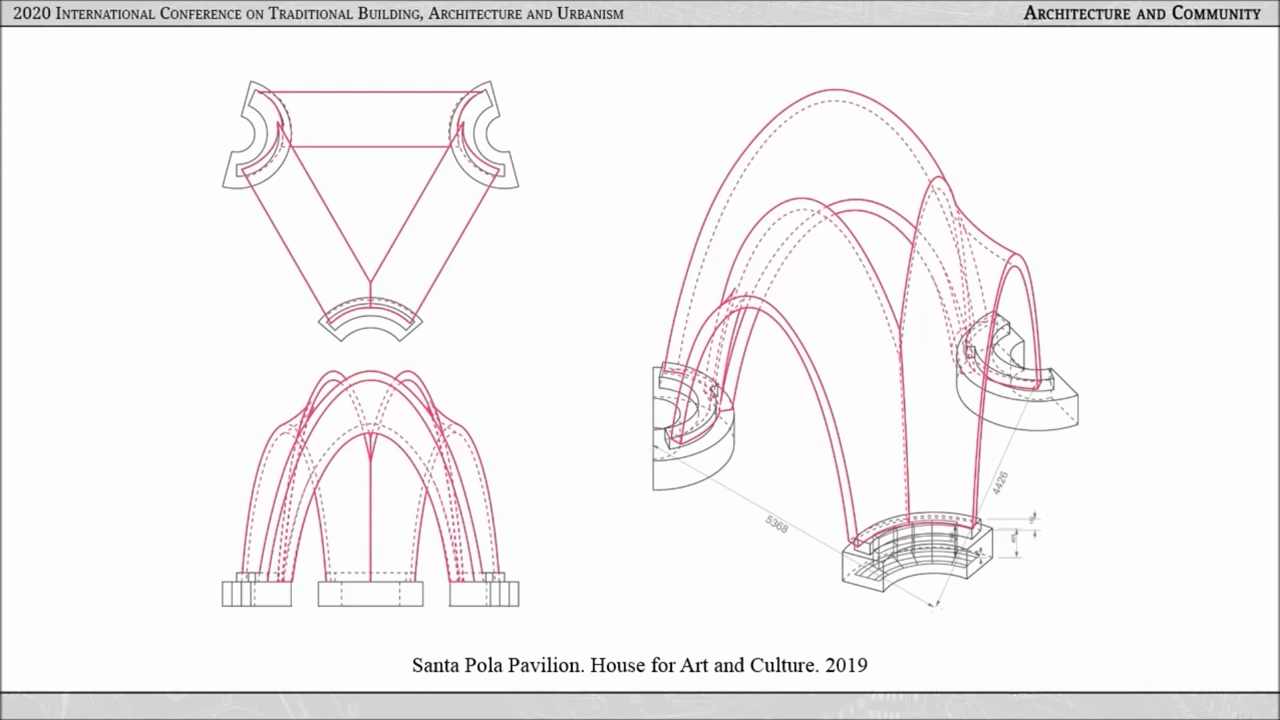 2020 International Conference on Traditional Building, Architecture and Urbanism
Architecture and Community
4426
5368
Santa Pola Pavilion. House for Art and Culture. 2019